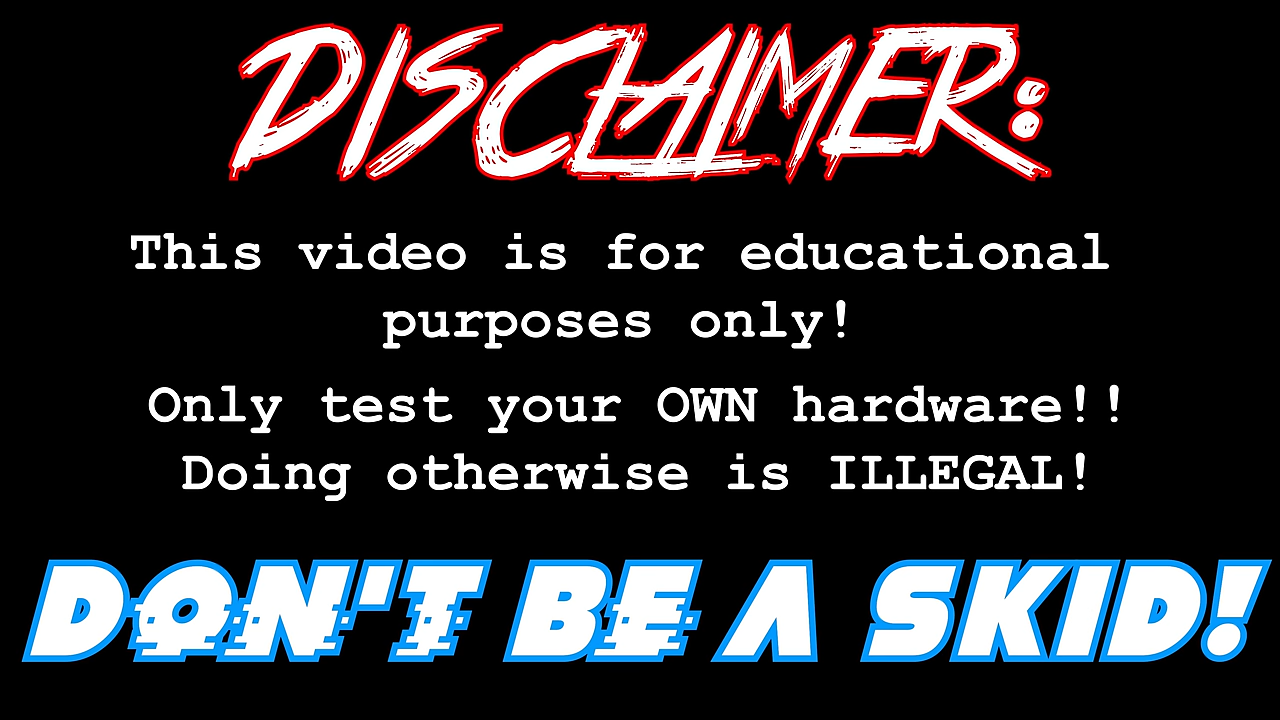 DISCLAIMER:
This video is for educational
purposes only!
Only test your OWN hardware!!
Doing otherwise is ILLEGAL!
DON'T BE A SKID!